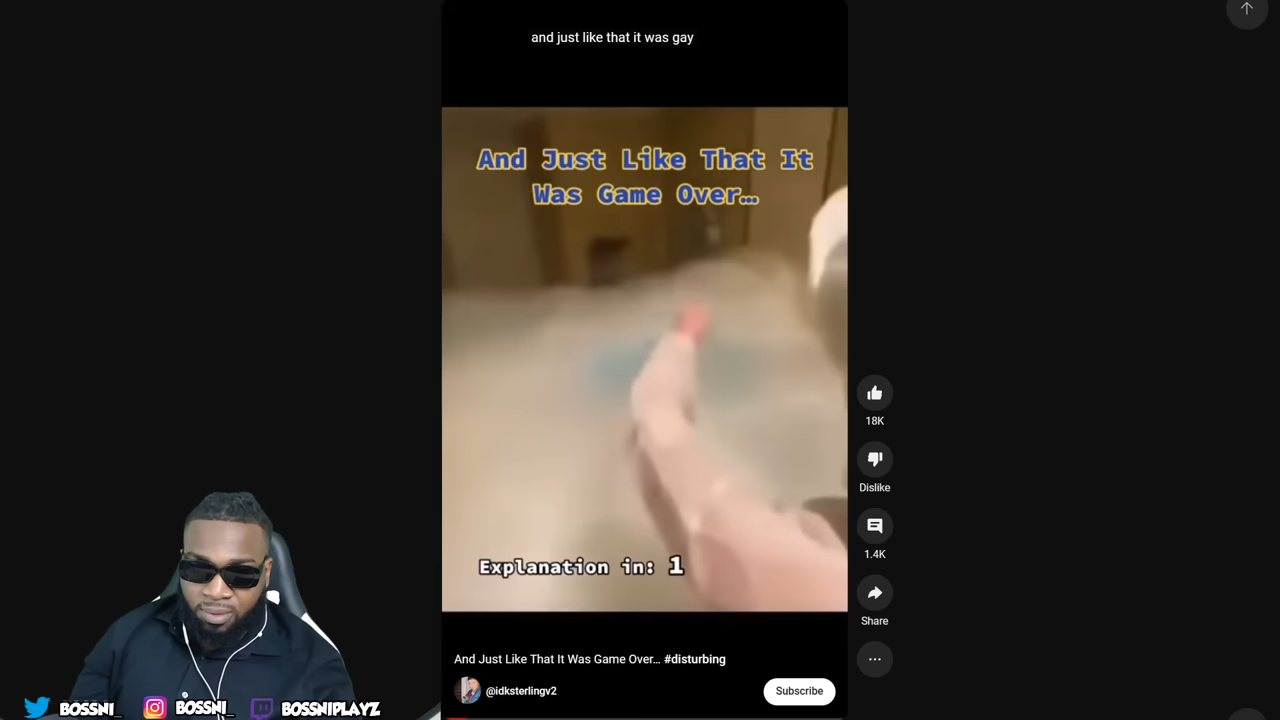 and just like that it was gay
And Just Like That It
Was Game Over…
Explanation in: 1
18K
Dislike
1.4K
Share
And Just Like That It Was Game Over... #disturbing
@idksterlingv2
Subscribe
BOSSNI_
BOSSNI_
BOSSNIPLAYZ